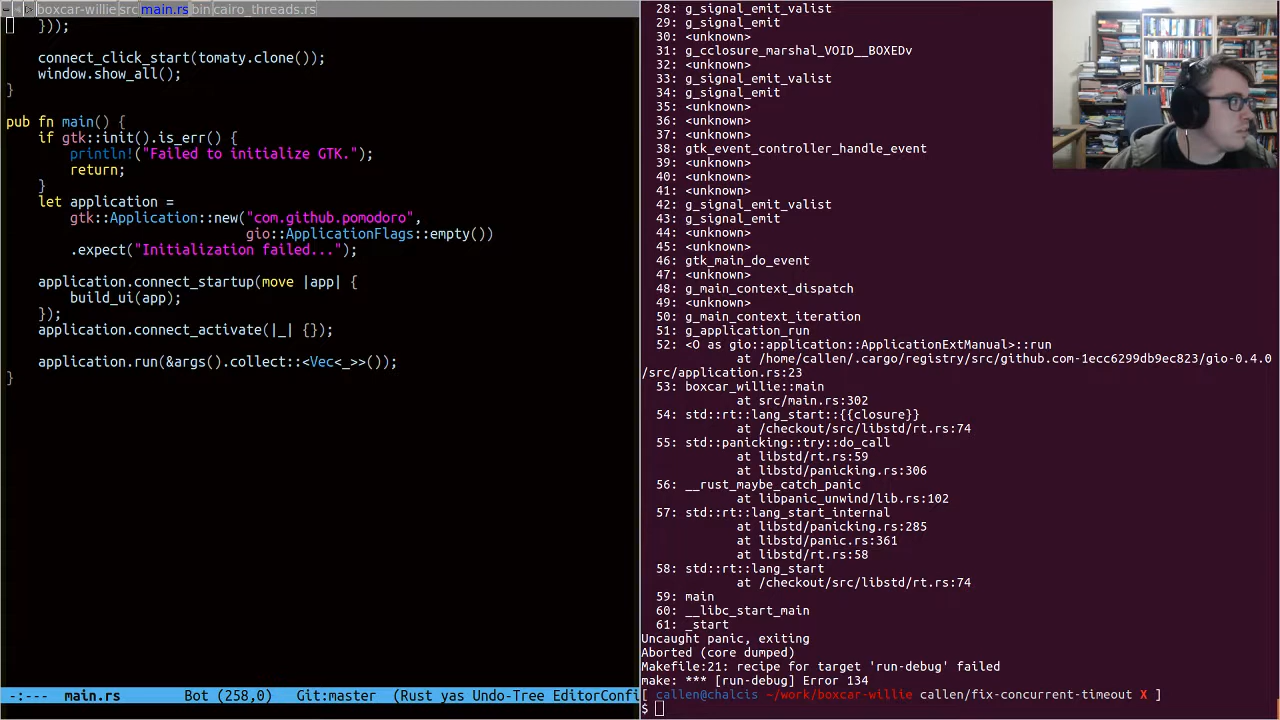 boxcar-willie src main.rs bin cairo_threads.rs
}));
connect_click_start(tomaty.clone());
window.show_all();
}
pub fn main() {
if gtk::init().is_err() {
println!("Failed to initialize GTK.");
return;
}
let application =
gtk::Application::new("com.github.pomodoro",
gio::ApplicationFlags::empty())
.expect("Initialization failed...");
application.connect_startup(move |app| {
build_ui(app);
});
application.connect_activate(|_| {});
application.run(&args().collect::<Vec<_>>());
}
-:--- main.rs Bot (258,0) Git:master (Rust yas Undo-Tree EditorConfi
28: g_signal_emit_valist
29: g_signal_emit
30: <unknown>
31: g_cclosure_marshal_VOID__BOXEDv
32: <unknown>
33: g_signal_emit_valist
34: g_signal_emit
35: <unknown>
36: <unknown>
37: <unknown>
38: gtk_event_controller_handle_event
39: <unknown>
40: <unknown>
41: <unknown>
42: g_signal_emit_valist
43: g_signal_emit
44: <unknown>
45: <unknown>
46: gtk_main_do_event
47: <unknown>
48: g_main_context_dispatch
49: <unknown>
50: g_main_context_iteration
51: g_application_run
52: <O as gio::application::ApplicationExtManual>::run
at /home/callen/.cargo/registry/src/github.com-1ecc6299db9ec823/gio-0.4.0
/src/application.rs:23
53: boxcar_willie::main
at src/main.rs:302
54: std::rt::lang_start::{{closure}}
at /checkout/src/libstd/rt.rs:74
55: std::panicking::try::do_call
at libstd/rt.rs:59
at libstd/panicking.rs:306
56: __rust_maybe_catch_panic
at libpanic_unwind/lib.rs:102
57: std::rt::lang_start_internal
at libstd/panicking.rs:285
at libstd/panic.rs:361
at libstd/rt.rs:58
58: std::rt::lang_start
at /checkout/src/libstd/rt.rs:74
59: main
60: __libc_start_main
61: _start
Uncaught panic, exiting
Aborted (core dumped)
Makefile:21: recipe for target 'run-debug' failed
make: *** [run-debug] Error 134
[ callen@chalcis ~/work/boxcar-willie callen/fix-concurrent-timeout X ]
$